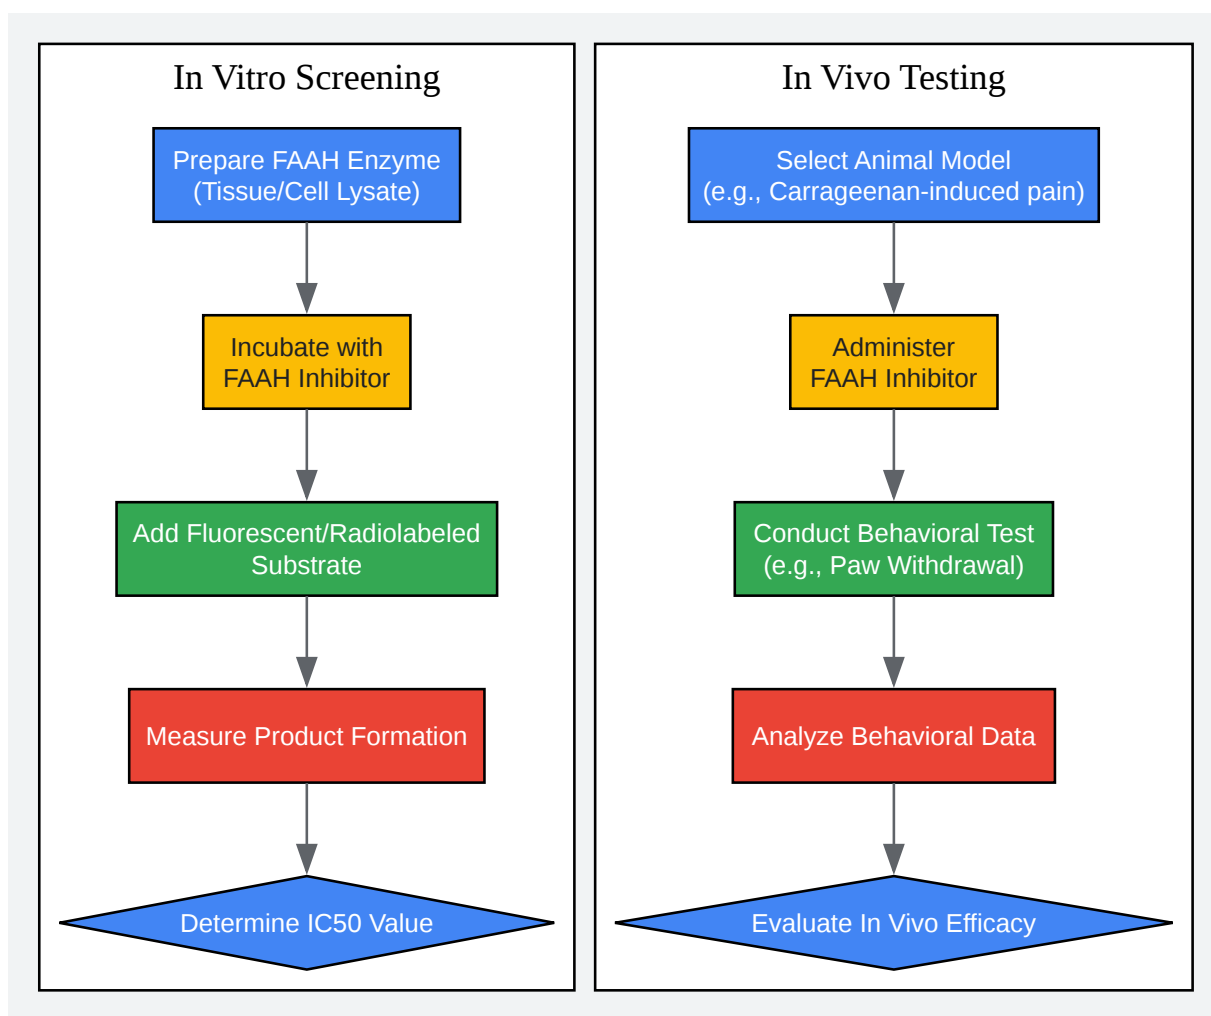 In Vitro Screening
Prepare FAAH Enzyme
(Tissue/Cell Lysate)
Incubate with
FAAH Inhibitor
Add Fluorescent/Radiolabeled
Substrate
Measure Product Formation
Determine IC50 Value
In Vivo Testing
Select Animal Model
(e.g., Carrageenan-induced pain)
Administer
FAAH Inhibitor
Conduct Behavioral Test
(e.g., Paw Withdrawal)
Analyze Behavioral Data
Evaluate In Vivo Efficacy